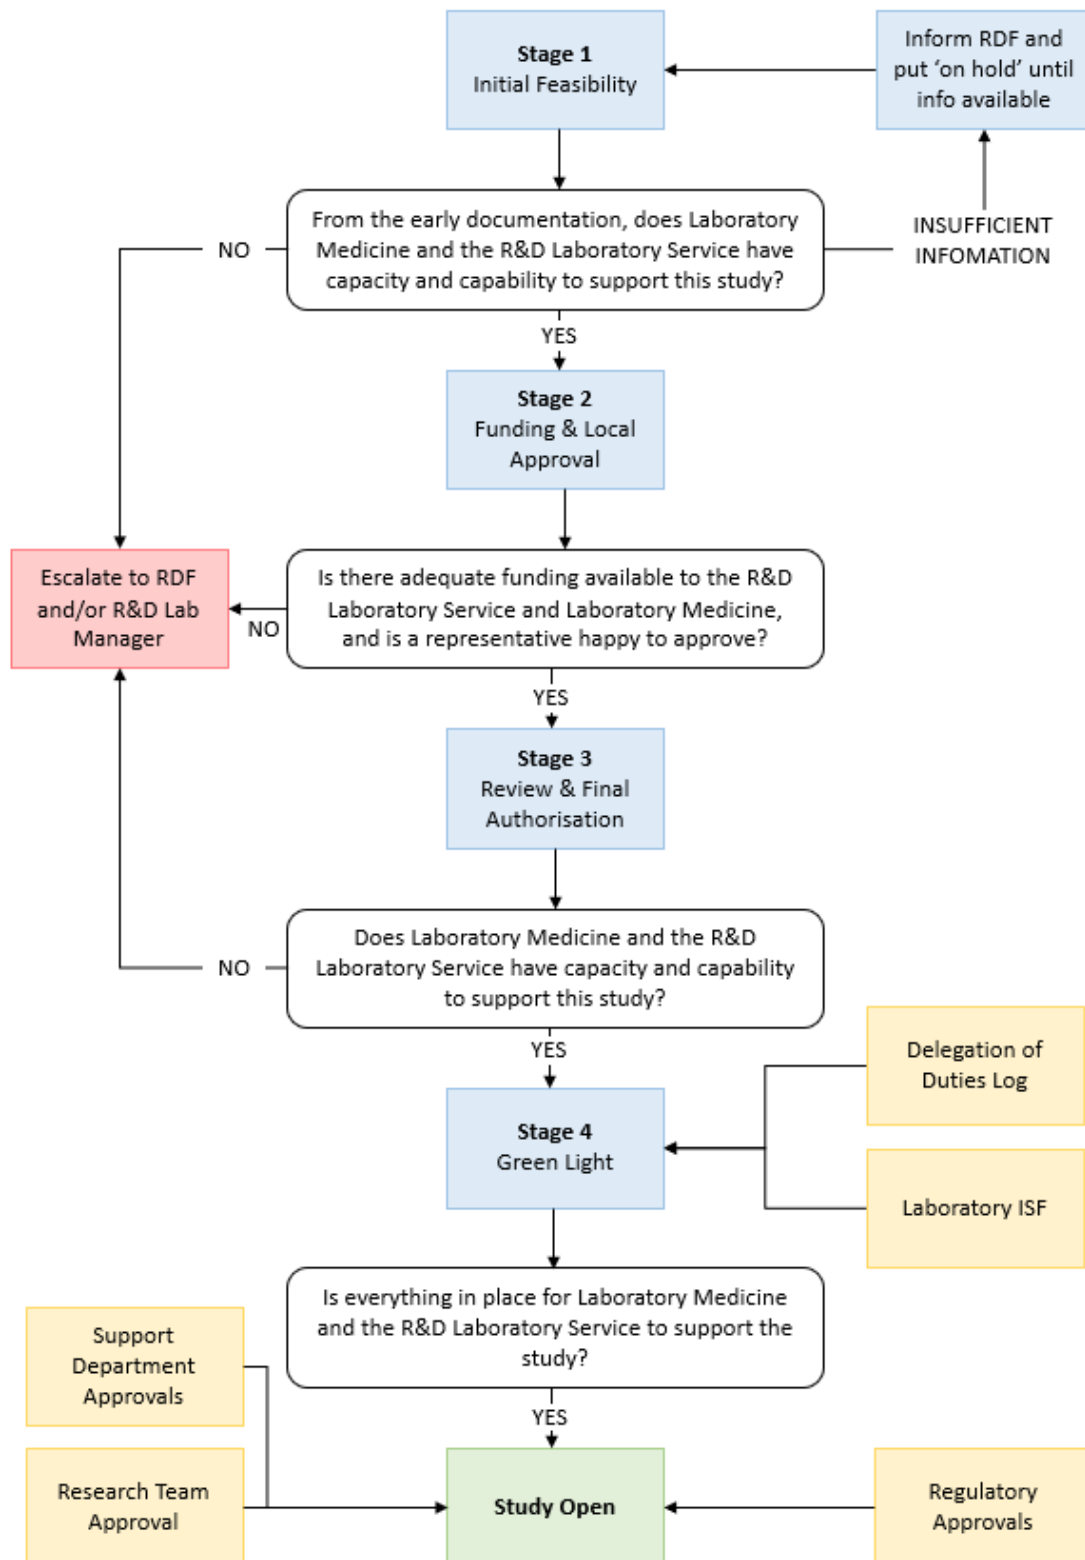 Stage 1
Initial Feasibility
Inform RDF and
put ‘on hold’ until
info available
From the early documentation, does Laboratory
Medicine and the R&D Laboratory Service have
capacity and capability to support this study?
NO
INSUFFICIENT
INFOMATION
YES
Stage 2
Funding & Local
Approval
Escalate to RDF
and/or R&D Lab
Manager
NO
Is there adequate funding available to the R&D
Laboratory Service and Laboratory Medicine,
and is a representative happy to approve?
YES
Stage 3
Review & Final
Authorisation
Does Laboratory Medicine and the R&D
Laboratory Service have capacity and capability
to support this study?
NO
YES
Delegation of
Duties Log
Stage 4
Green Light
Laboratory ISF
Is everything in place for Laboratory Medicine
and the R&D Laboratory Service to support the
study?
Support
Department
Approvals
YES
Research Team
Approval
Study Open
Regulatory
Approvals